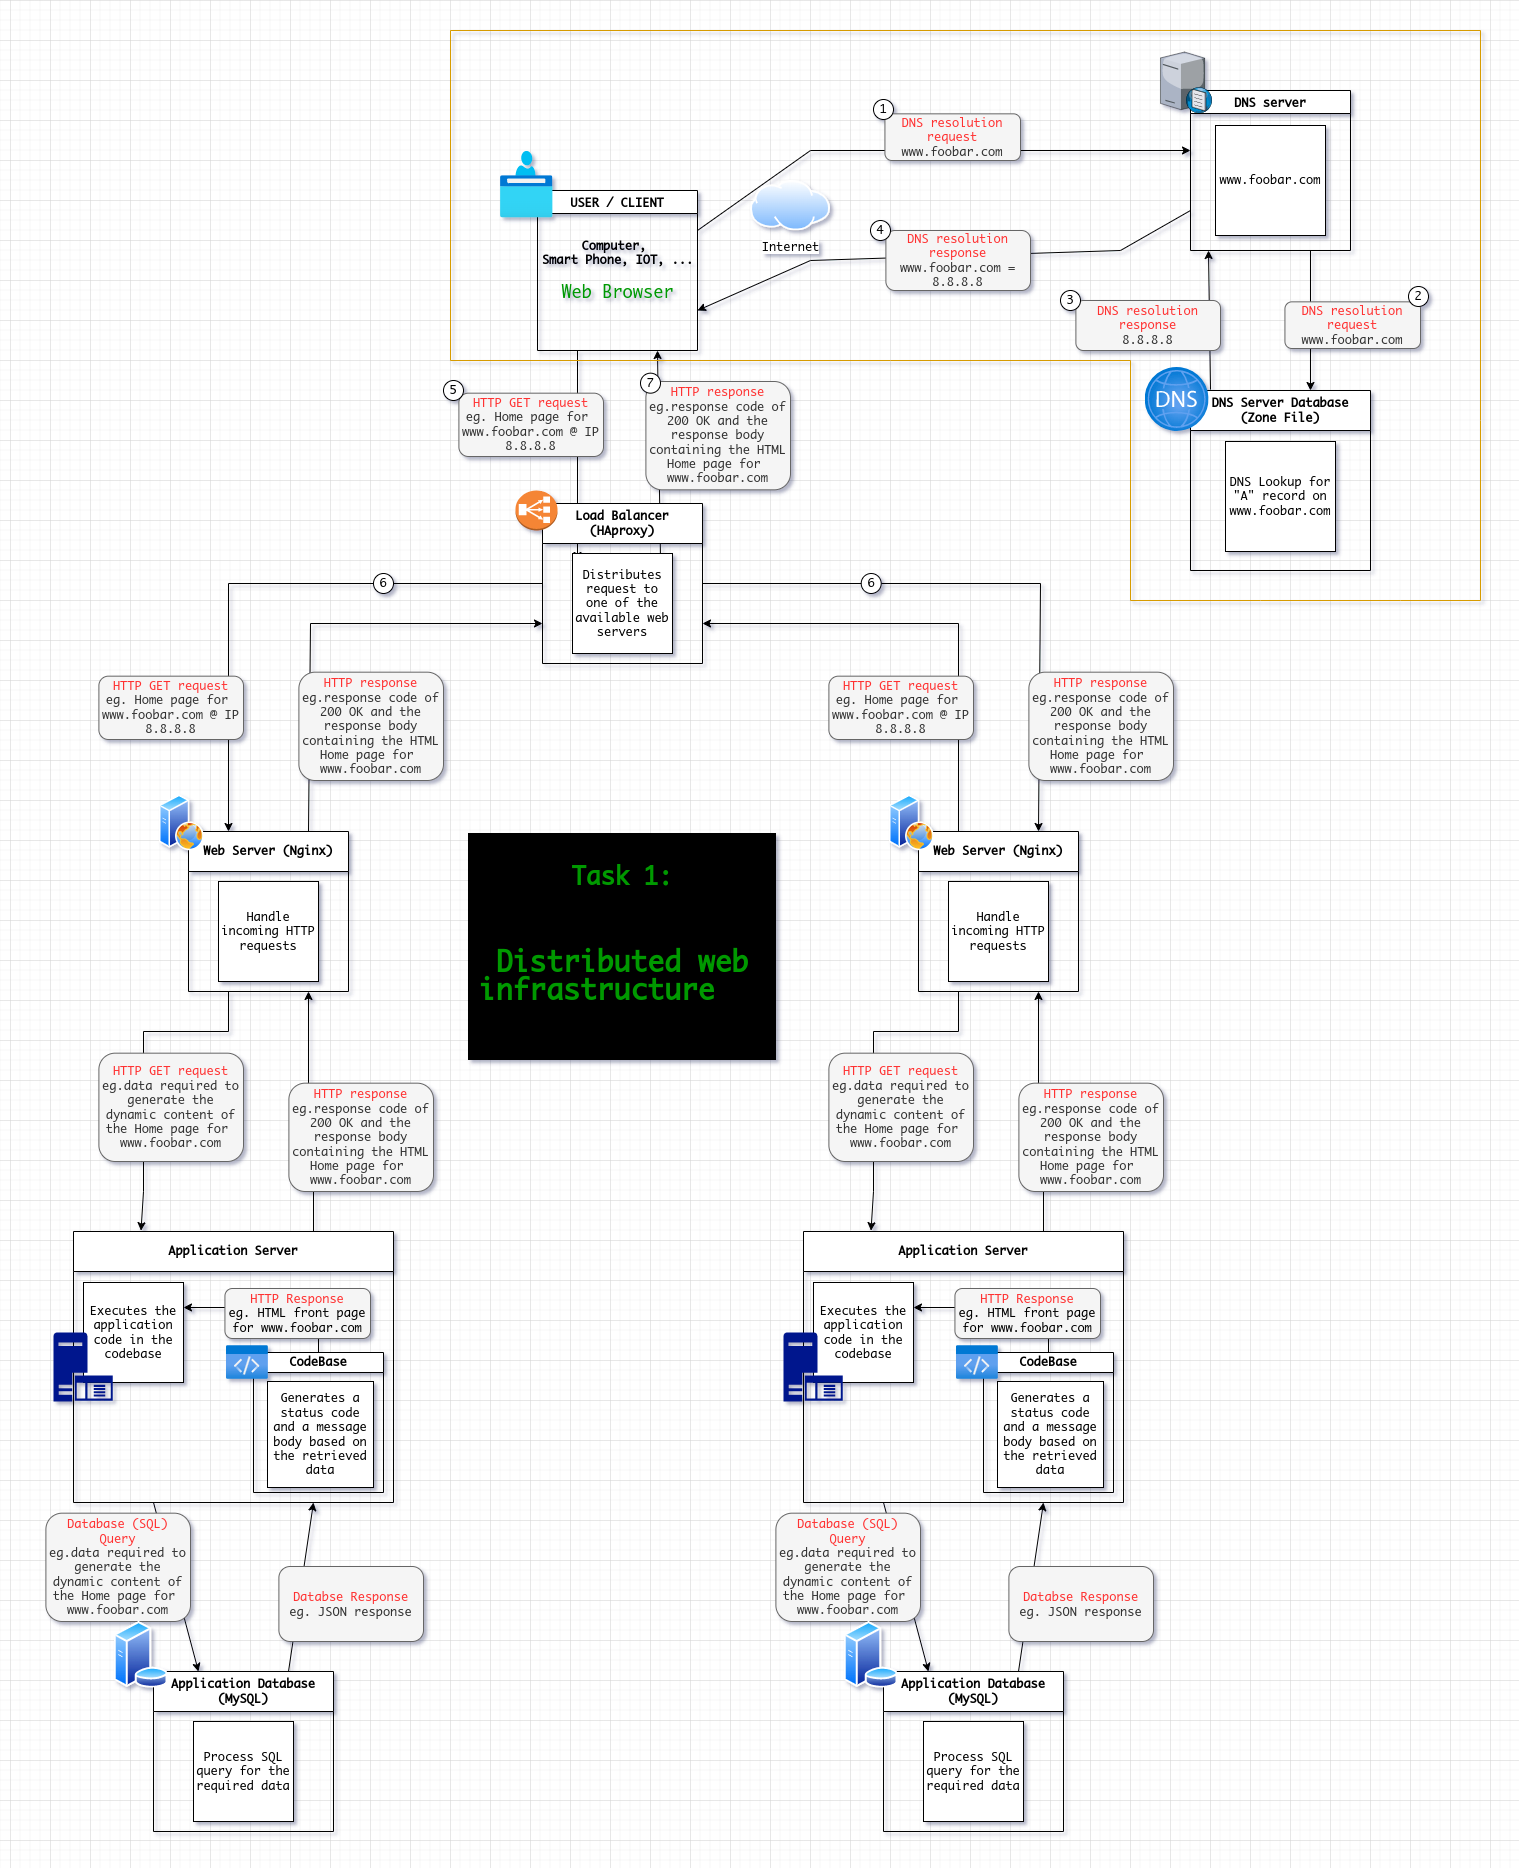 1
DNS resolution
request
www.foobar.com
DNS server
www.foobar.com
USER / CLIENT
Computer,
Smart Phone, IOT, ...
Web Browser
Internet
4
DNS resolution
response
www.foobar.com =
8.8.8.8
3
DNS resolution
response
8.8.8.8
2
DNS resolution
request
www.foobar.com
DNS
DNS Server Database
(Zone File)
DNS Lookup for
"A" record on
www.foobar.com
5
HTTP GET request
eg. Home page for
www.foobar.com @ IP
8.8.8.8
7
HTTP response
eg.response code of
200 OK and the
response body
containing the HTML
Home page for
www.foobar.com
Load Balancer
(HAproxy)
Distributes
request to
one of the
available web
servers
6
6
HTTP GET request
eg. Home page for
www.foobar.com @ IP
8.8.8.8
HTTP response
eg.response code of
200 OK and the
response body
containing the HTML
Home page for
www.foobar.com
HTTP GET request
eg. Home page for
www.foobar.com @ IP
8.8.8.8
HTTP response
eg.response code of
200 OK and the
response body
containing the HTML
Home page for
www.foobar.com
Web Server (Nginx)
Handle
incoming HTTP
requests
Task 1:
Distributed web
infrastructure
Web Server (Nginx)
Handle
incoming HTTP
requests
HTTP GET request
eg.data required to
generate the
dynamic content of
the Home page for
www.foobar.com
HTTP response
eg.response code of
200 OK and the
response body
containing the HTML
Home page for
www.foobar.com
HTTP GET request
eg.data required to
generate the
dynamic content of
the Home page for
www.foobar.com
HTTP response
eg.response code of
200 OK and the
response body
containing the HTML
Home page for
www.foobar.com
Application Server
Executes the
application
code in the
codebase
HTTP Response
eg. HTML front page
for www.foobar.com
CodeBase
Generates a
status code
and a message
body based on
the retrieved
data
Application Server
Executes the
application
code in the
codebase
HTTP Response
eg. HTML front page
for www.foobar.com
CodeBase
Generates a
status code
and a message
body based on
the retrieved
data
Database (SQL)
Query
eg.data required to
generate the
dynamic content of
the Home page for
www.foobar.com
Databse Response
eg. JSON response
Database (SQL)
Query
eg.data required to
generate the
dynamic content of
the Home page for
www.foobar.com
Databse Response
eg. JSON response
Application Database
(MySQL)
Process SQL
query for the
required data
Application Database
(MySQL)
Process SQL
query for the
required data